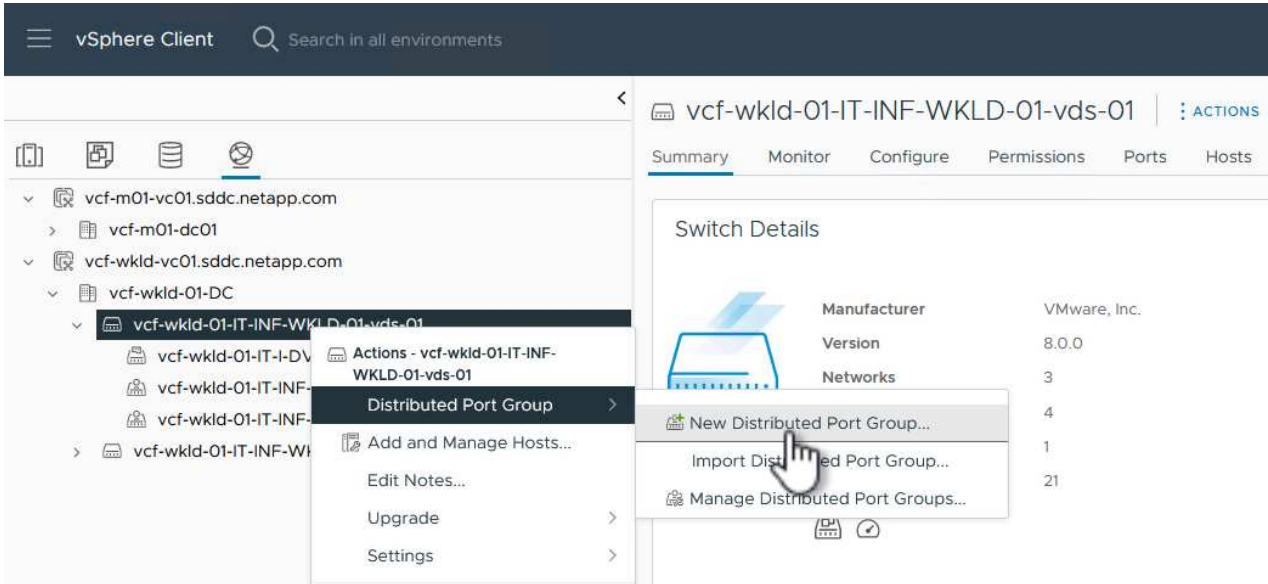 vSphere Client
Search in all environments
vcf-m01-vc01.sddc.netapp.com
vcf-m01-dc01
vcf-wkld-vc01.sddc.netapp.com
vcf-wkld-01-DC
vcf-wkld-01-IT-INF-WKLD-01-vds-01
vcf-wkld-01-IT-I-DV
vcf-wkld-01-IT-INF-
vcf-wkld-01-IT-INF-
vcf-wkld-01-IT-INF-W
Actions - vcf-wkld-01-IT-INF-
WKLD-01-vds-01
Distributed Port Group
Add and Manage Hosts...
Edit Notes...
Upgrade
Settings
New Distributed Port Group...
Import Distributed Port Group...
Manage Distributed Port Groups...
vcf-wkld-01-IT-INF-WKLD-01-vds-01
ACTIONS
Summary Monitor Configure Permissions Ports Hosts
Switch Details
Manufacturer VMware, Inc.
Version 8.0.0
Networks 3
4
1
21